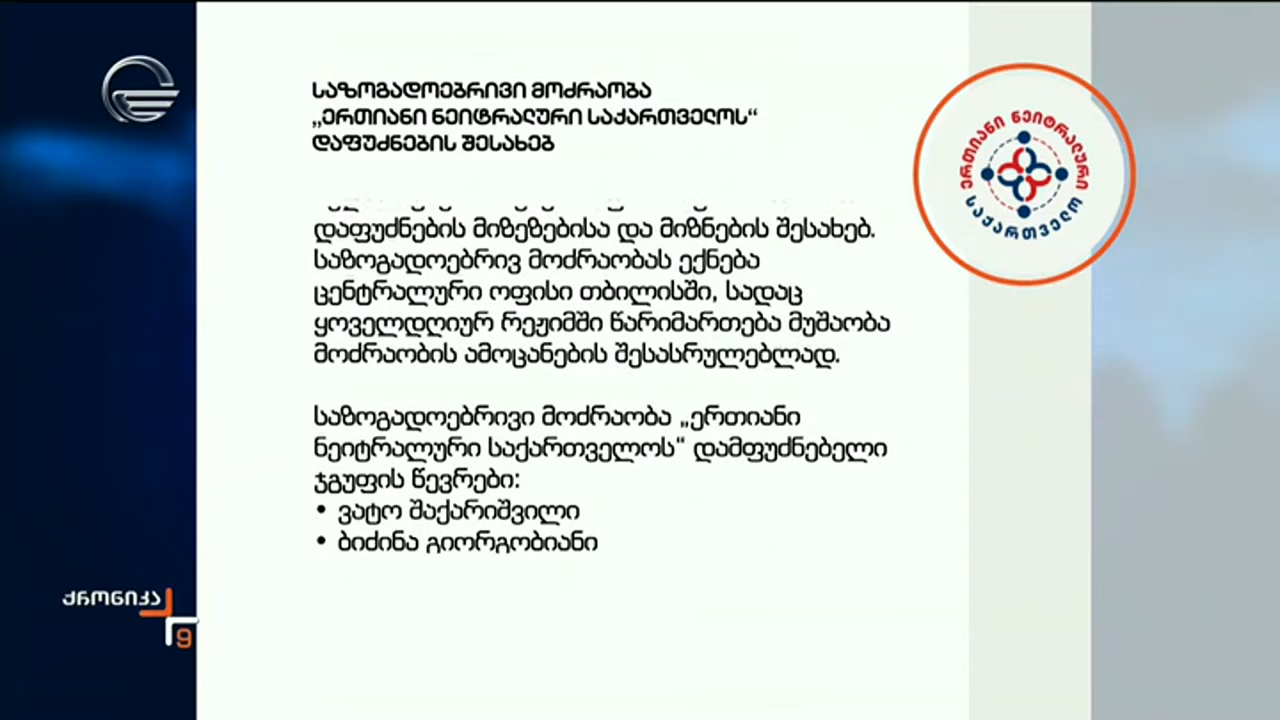 საზოგადოებრივი მოძრაობა
„ერთიანი ნეიტრალური საქართველოს“
დაფუძნების შესახებ
ერთიანი ნეიტრალური
საქართველო
დაფუძნების მიზეზებისა და მიზნების შესახებ.
საზოგადოებრივ მოძრაობას ექნება
ცენტრალური ოფისი თბილისში, სადაც
ყოველდღიურ რეჟიმში წარიმართება მუშაობა
მოძრაობის ამოცანების შესასრულებლად.
საზოგადოებრივი მოძრაობა „ერთიანი
ნეიტრალური საქართველოს“ დამფუძნებელი
ჯგუფის წევრები:
• ვატო შაქარიშვილი
• ბიძინა გიორგობიანი
ქრონიკა
9